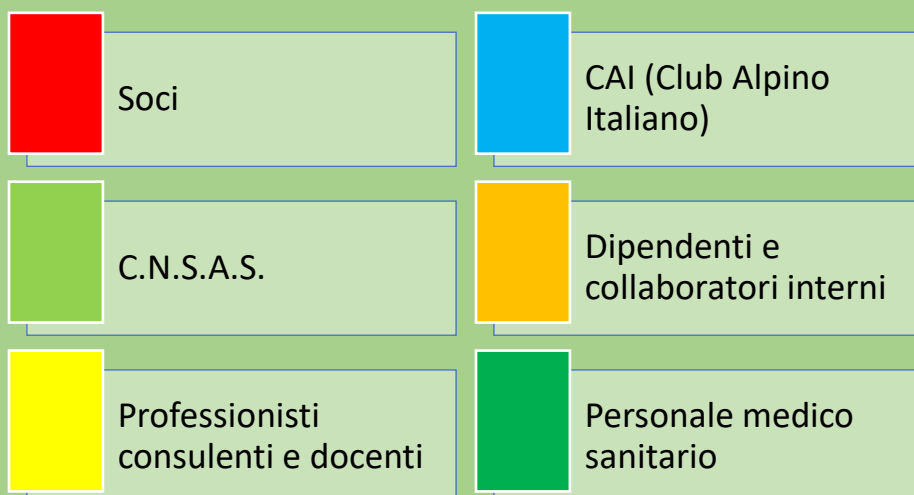 Soci
CAI (Club Alpino
Italiano)
C.N.S.A.S.
Dipendenti e
collaboratori interni
Professionisti
consulenti e docenti
Personale medico
sanitario